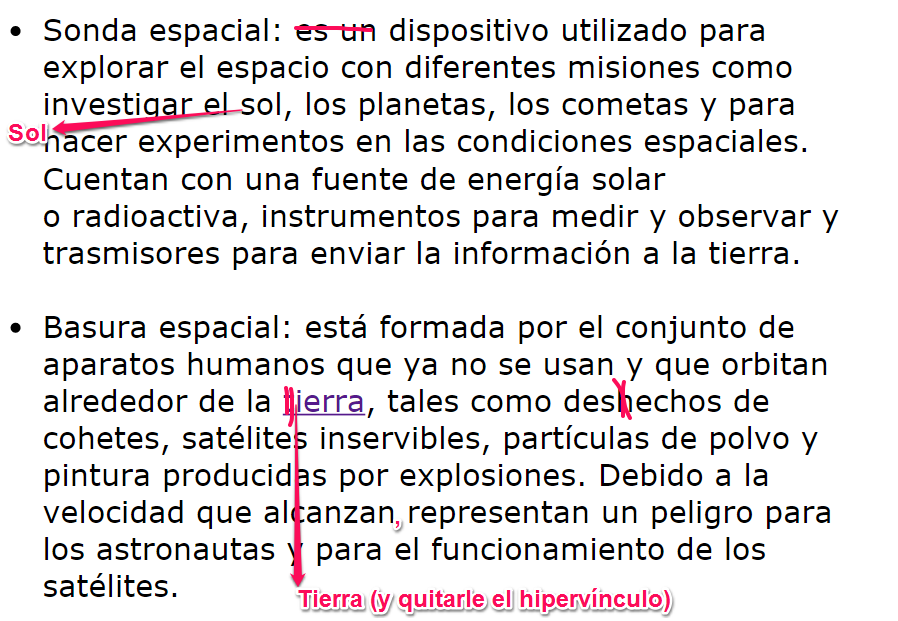 • Sonda espacial: es un dispositivo utilizado para
explorar el espacio con diferentes misiones como
investigar el sol, los planetas, los cometas y para
Sol
hacer experimentos en las condiciones espaciales.
Cuentan con una fuente de energía solar
o radioactiva, instrumentos para medir y observar y
trasmisores para enviar la información a la tierra.
• Basura espacial: está formada por el conjunto de
aparatos humanos que ya no se usan y que orbitan
alrededor de la tierra, tales como deshechos de
cohetes, satélites inservibles, partículas de polvo y
pintura producidas por explosiones. Debido a la
velocidad que alcanzan, representan un peligro para
los astronautas y para el funcionamiento de los
satélites.
Tierra (y quitarle el hipervínculo)